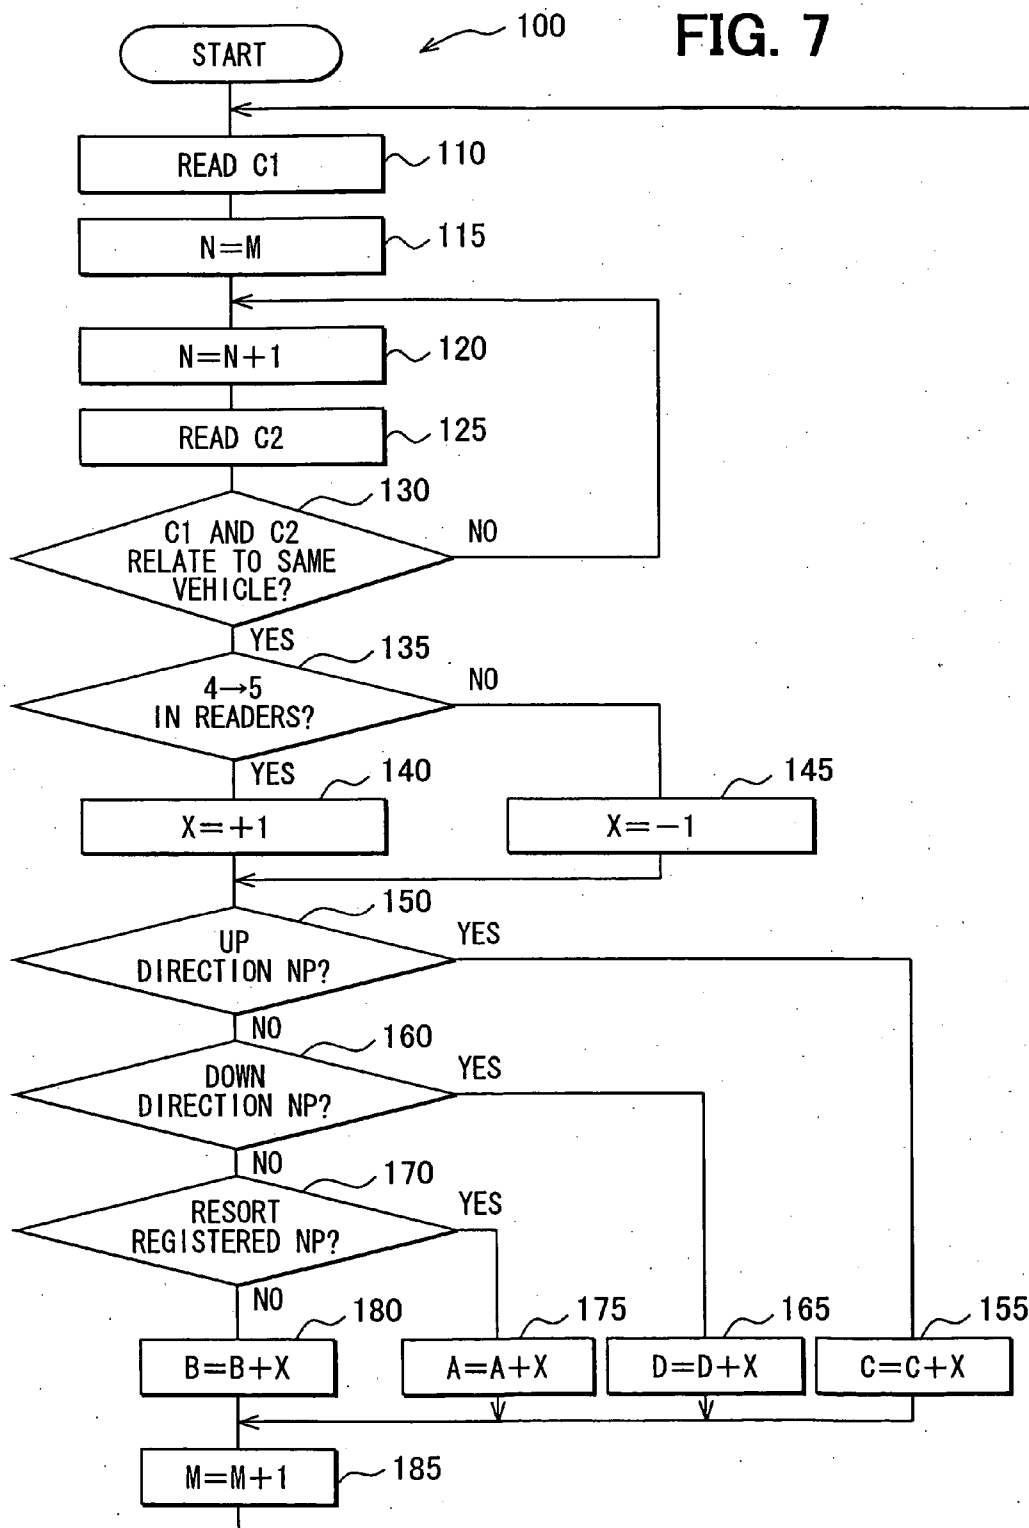 FIG. 7
100
START
READ C1
110
N=M
115
N=N+1
120
READ C2
125
130
C1 AND C2
RELATE TO SAME
VEHICLE?
NO
YES
135
4→5
IN READERS?
NO
YES
140
X=+1
145
X=−1
150
UP
DIRECTION NP?
YES
NO
160
DOWN
DIRECTION NP?
YES
NO
170
RESORT
REGISTERED NP?
YES
NO
180
B=B+X
175
A=A+X
165
D=D+X
155
C=C+X
M=M+1
185